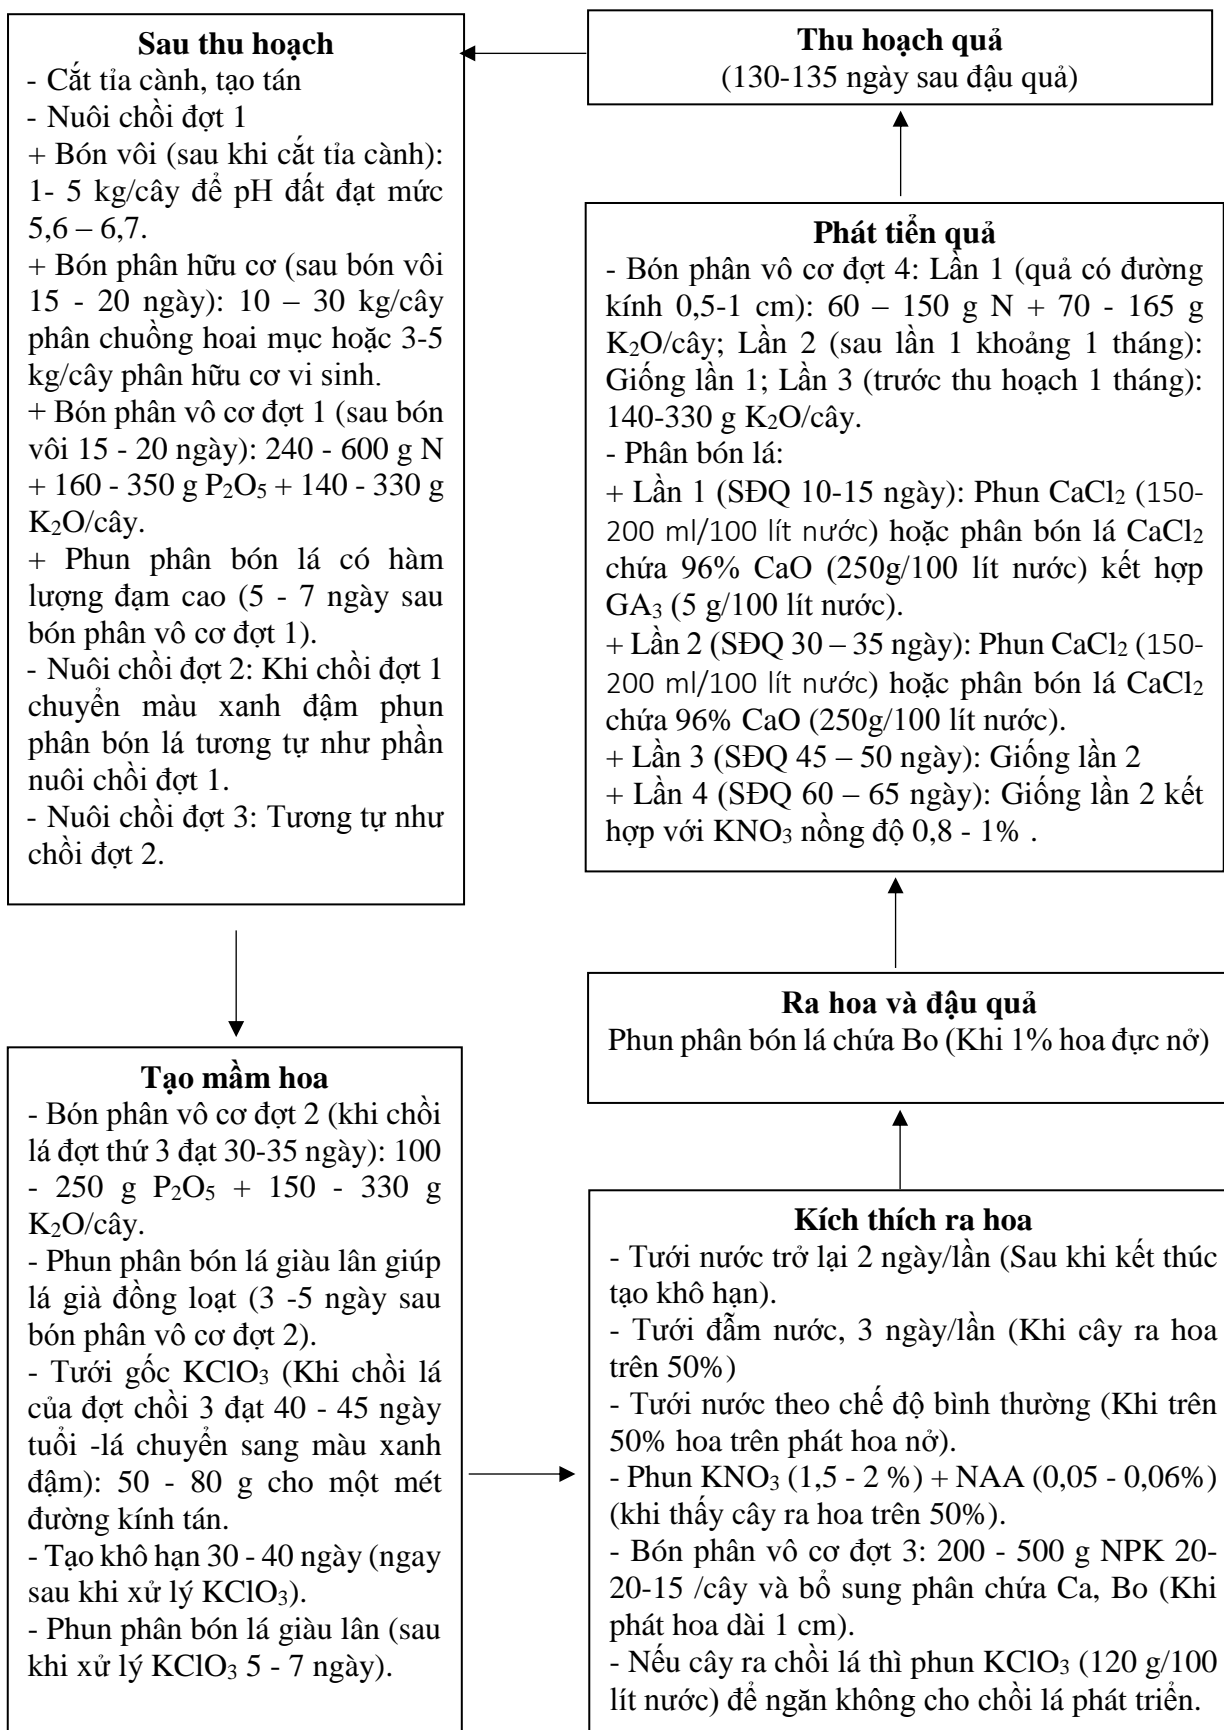 Sau thu hoạch
- Cắt tỉa cành, tạo tán
- Nuôi chồi đợt 1
+ Bón vôi (sau khi cắt tỉa cành):
1- 5 kg/cây để pH đất đạt mức
5,6 – 6,7.
+ Bón phân hữu cơ (sau bón vôi
15 - 20 ngày): 10 – 30 kg/cây
phân chuồng hoai mục hoặc 3-5
kg/cây phân hữu cơ vi sinh.
+ Bón phân vô cơ đợt 1 (sau bón
vôi 15 - 20 ngày): 240 - 600 g N
+ 160 - 350 g P₂O₅ + 140 - 330 g
K₂O/cây.
+ Phun phân bón lá có hàm
lượng đạm cao (5 - 7 ngày sau
bón phân vô cơ đợt 1).
- Nuôi chồi đợt 2: Khi chồi đợt 1
chuyển màu xanh đậm phun
phân bón lá tương tự như phần
nuôi chồi đợt 1.
- Nuôi chồi đợt 3: Tương tự như
chồi đợt 2.
Tạo mầm hoa
- Bón phân vô cơ đợt 2 (khi chồi
lá đợt thứ 3 đạt 30-35 ngày): 100
- 250 g P₂O₅ + 150 - 330 g
K₂O/cây.
- Phun phân bón lá giàu lân giúp
lá già đồng loạt (3 -5 ngày sau
bón phân vô cơ đợt 2).
- Tưới gốc KClO₃ (Khi chồi lá
của đợt chồi 3 đạt 40 - 45 ngày
tuổi -lá chuyển sang màu xanh
đậm): 50 - 80 g cho một mét
đường kính tán.
- Tạo khô hạn 30 - 40 ngày (ngay
sau khi xử lý KClO₃).
- Phun phân bón lá giàu lân (sau
khi xử lý KClO₃ 5 - 7 ngày).
Kích thích ra hoa
- Tưới nước trở lại 2 ngày/lần (Sau khi kết thúc
tạo khô hạn).
- Tưới đẫm nước, 3 ngày/lần (Khi cây ra hoa
trên 50%)
- Tưới nước theo chế độ bình thường (Khi trên
50% hoa trên phát hoa nở).
- Phun KNO₃ (1,5 - 2 %) + NAA (0,05 - 0,06%)
(khi thấy cây ra hoa trên 50%).
- Bón phân vô cơ đợt 3: 200 - 500 g NPK 20-
20-15 /cây và bổ sung phân chứa Ca, Bo (Khi
phát hoa dài 1 cm).
- Nếu cây ra chồi lá thì phun KClO₃ (120 g/100
lít nước) để ngăn không cho chồi lá phát triển.
Ra hoa và đậu quả
Phun phân bón lá chứa Bo (Khi 1% hoa đực nở)
Phát tiển quả
- Bón phân vô cơ đợt 4: Lần 1 (quả có đường
kính 0,5-1 cm): 60 – 150 g N + 70 - 165 g
K₂O/cây; Lần 2 (sau lần 1 khoảng 1 tháng):
Giống lần 1; Lần 3 (trước thu hoạch 1 tháng):
140-330 g K₂O/cây.
- Phân bón lá:
+ Lần 1 (SĐQ 10-15 ngày): Phun CaCl₂ (150-
200 ml/100 lít nước) hoặc phân bón lá CaCl₂
chứa 96% CaO (250g/100 lít nước) kết hợp
GA₃ (5 g/100 lít nước).
+ Lần 2 (SĐQ 30 – 35 ngày): Phun CaCl₂ (150-
200 ml/100 lít nước) hoặc phân bón lá CaCl₂
chứa 96% CaO (250g/100 lít nước).
+ Lần 3 (SĐQ 45 – 50 ngày): Giống lần 2
+ Lần 4 (SĐQ 60 – 65 ngày): Giống lần 2 kết
hợp với KNO₃ nồng độ 0,8 - 1% .
Thu hoạch quả
(130-135 ngày sau đậu quả)